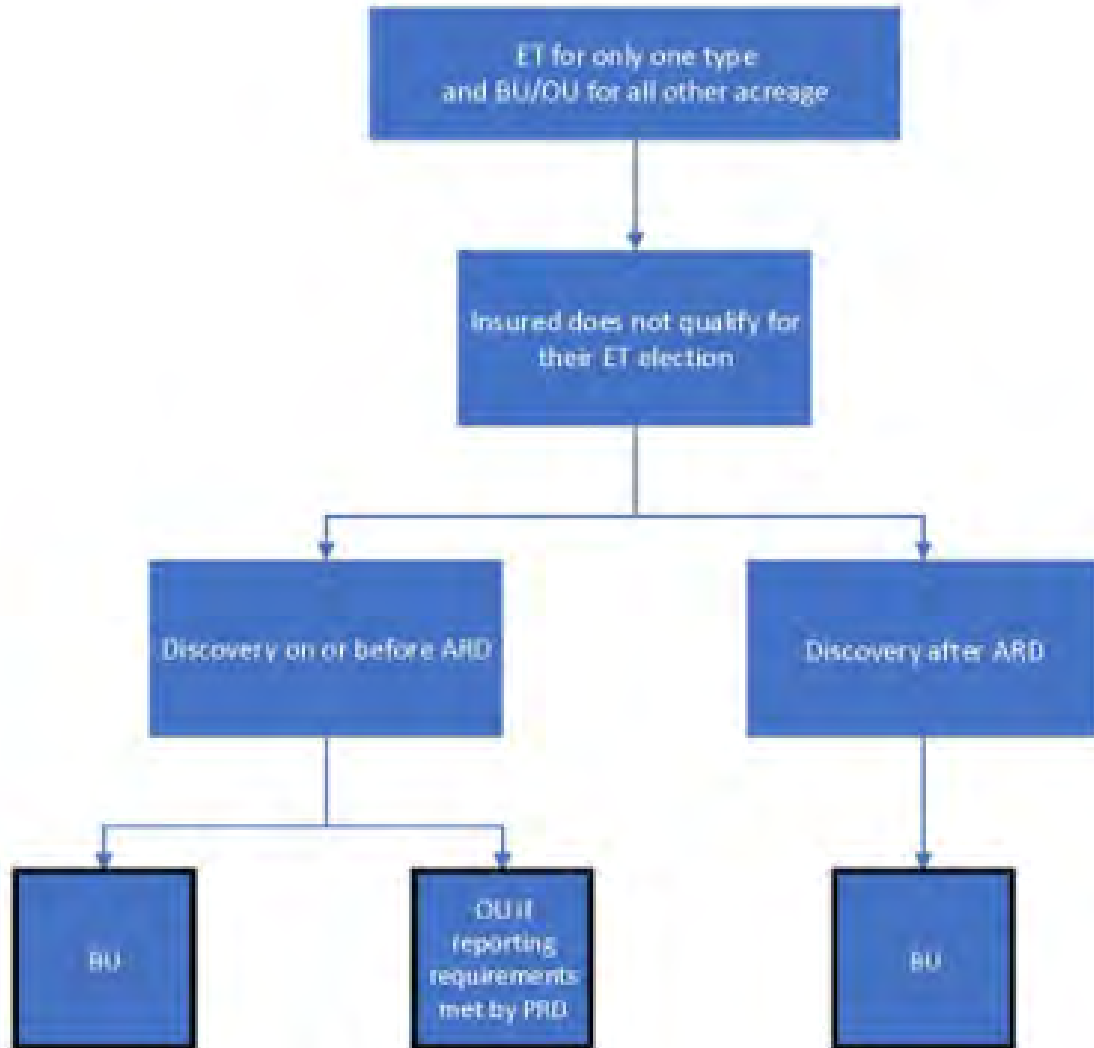 ET for only one type
and BU/OU for all other acreage
Insured does not qualify for
their ET election
Discovery on or before ARD
Discovery after ARD
BU
OU if
reporting
requirements
met by PRD
BU